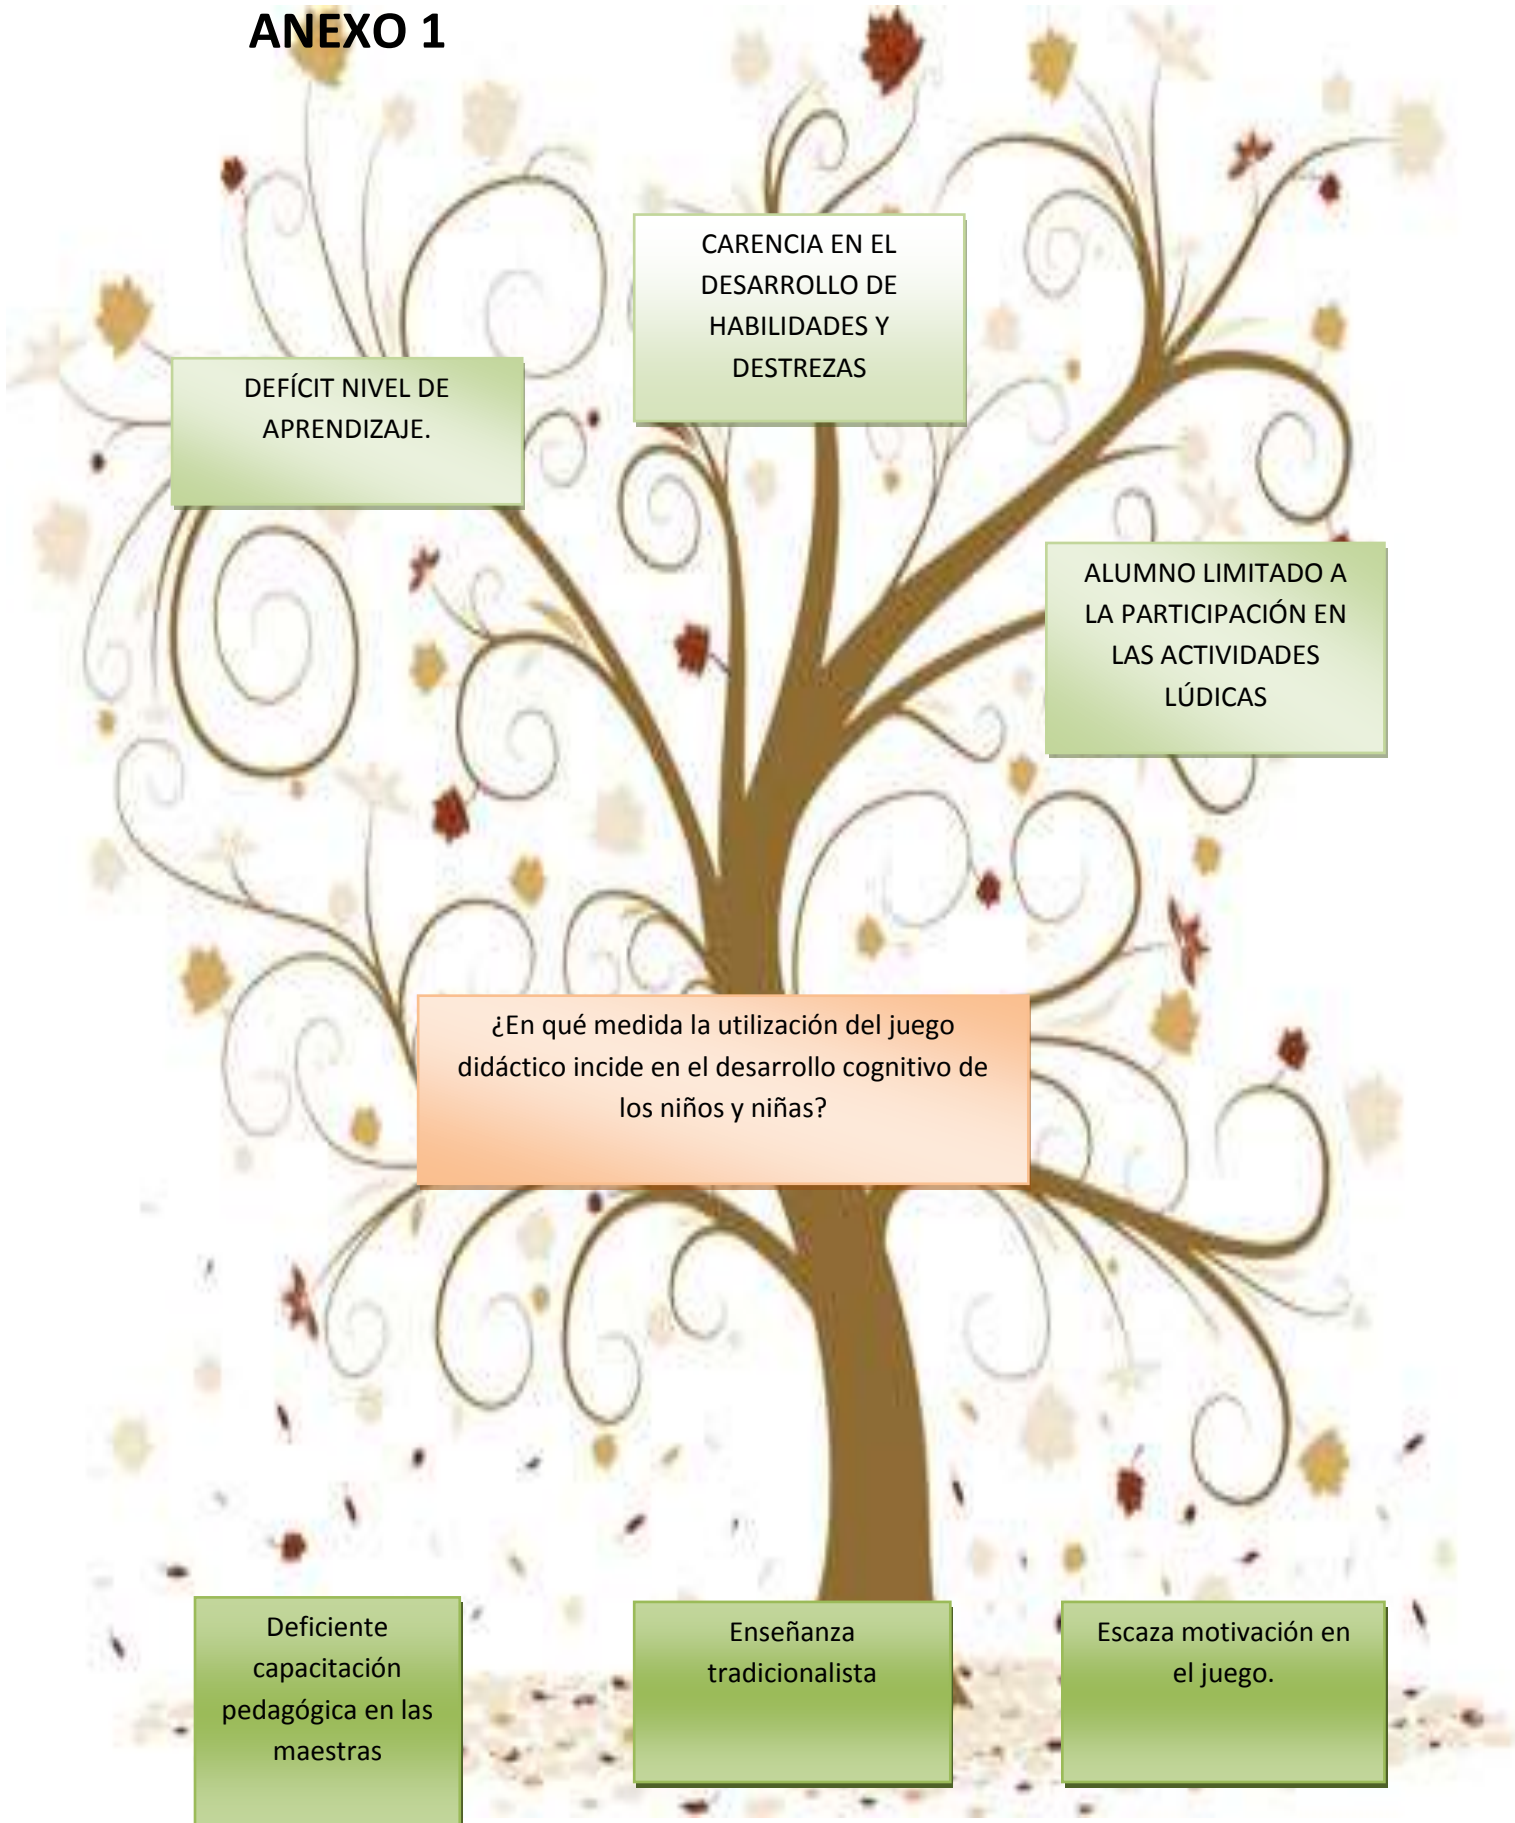 ANEXO 1
CARENCIA EN EL
DESARROLLO DE
HABILIDADES Y
DESTREZAS
DEFÍCIT NIVEL DE
APRENDIZAJE.
ALUMNO LIMITADO A
LA PARTICIPACIÓN EN
LAS ACTIVIDADES
LÚDICAS
¿En qué medida la utilización del juego
didáctico incide en el desarrollo cognitivo de
los niños y niñas?
Deficiente
capacitación
pedagógica en las
maestras
Enseñanza
tradicionalista
Escaza motivación en
el juego.